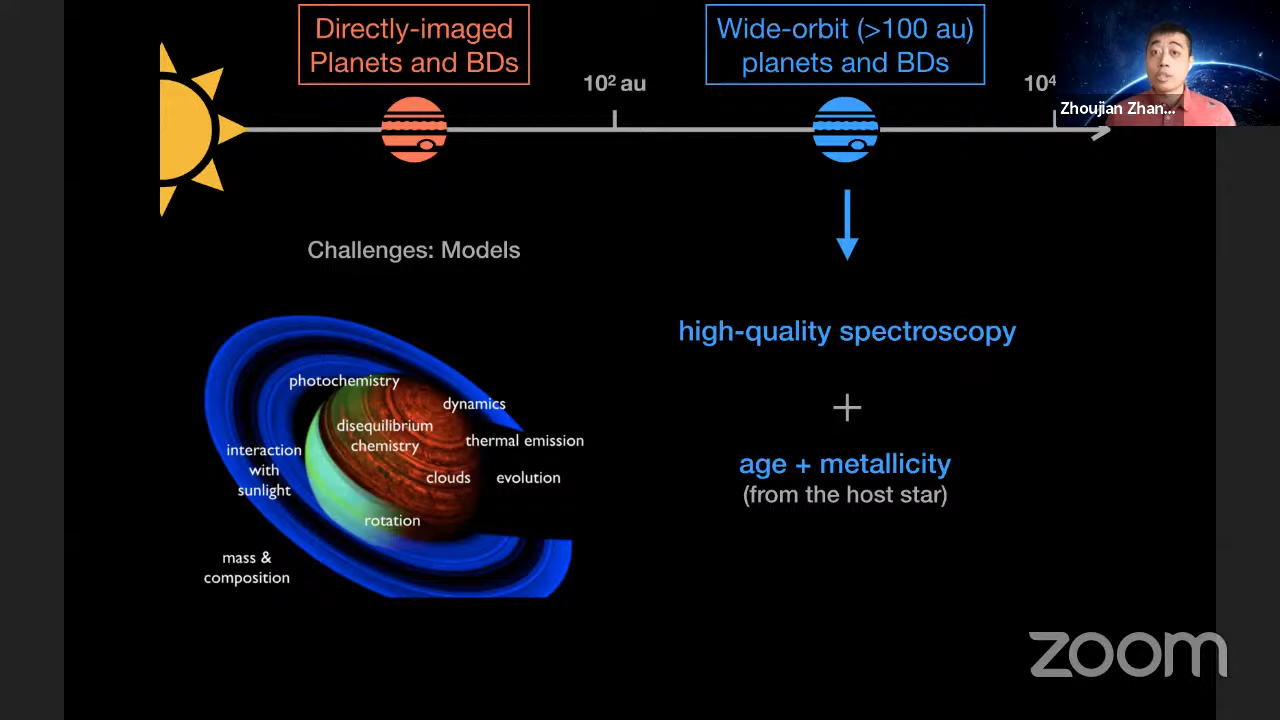 Directly-imaged
Planets and BDs
Wide-orbit (>100 au)
planets and BDs
10² au
10⁴
Zhoujian Zhan...
Challenges: Models
high-quality spectroscopy
+
age + metallicity
(from the host star)
photochemistry
dynamics
disequilibrium
chemistry
thermal emission
interaction
with
sunlight
clouds
evolution
rotation
mass &
composition
zoom